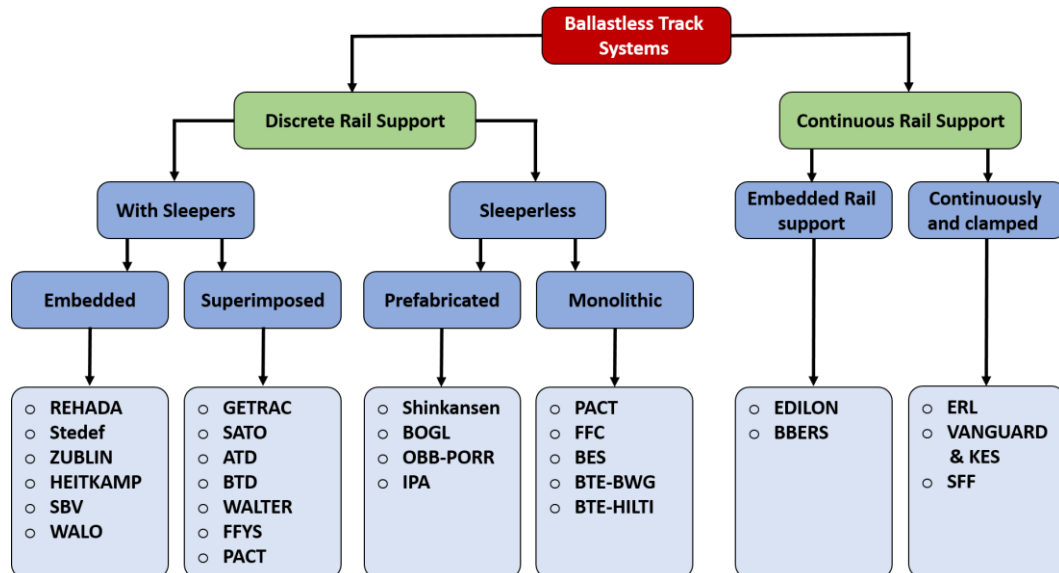 Ballastless Track
Systems
Discrete Rail Support
Continuous Rail Support
With Sleepers
Sleeperless
Embedded Rail
support
Continuously
and clamped
Embedded
Superimposed
Prefabricated
Monolithic
○ REHADA
○ Stedef
○ ZUBLIN
○ HEITKAMP
○ SBV
○ WALO
○ GETRAC
○ SATO
○ ATD
○ BTD
○ WALTER
○ FFYS
○ PACT
○ Shinkansen
○ BOGL
○ OBB-PORR
○ IPA
○ PACT
○ FFC
○ BES
○ BTE-BWG
○ BTE-HILTI
○ EDILON
○ BBERS
○ ERL
○ VANGUARD
& KES
○ SFF